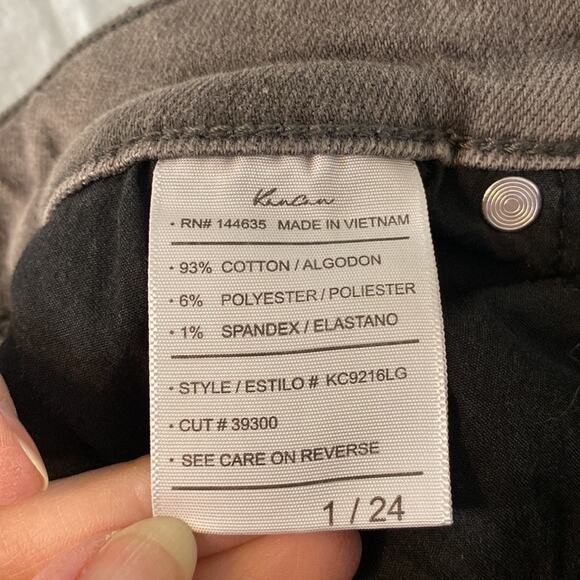 KanCan
• RN# 144635 MADE IN VIETNAM
• 93% COTTON / ALGODON
• 6% POLYESTER / POLIESTER
• 1% SPANDEX / ELASTANO
• STYLE / ESTILO # KC9216LG
• CUT # 39300
• SEE CARE ON REVERSE
1 / 24